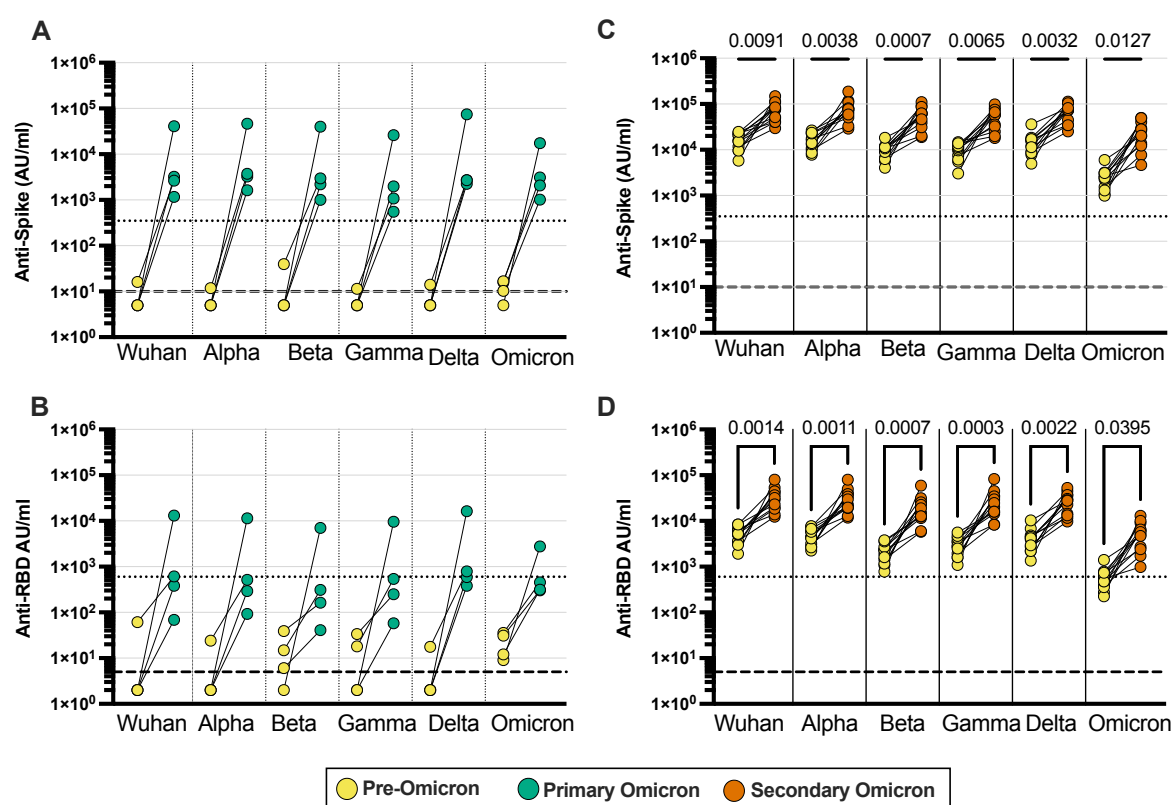 A
Anti-Spike (AU/ml)
1×10⁶
1×10⁵
1×10⁴
1×10³
1×10²
1×10¹
1×10⁰
Wuhan Alpha Beta Gamma Delta Omicron
C
0.0091 0.0038 0.0007 0.0065 0.0032 0.0127
Anti-Spike (AU/ml)
1×10⁶
1×10⁵
1×10⁴
1×10³
1×10²
1×10¹
1×10⁰
Wuhan Alpha Beta Gamma Delta Omicron
B
Anti-RBD AU/ml
1×10⁶
1×10⁵
1×10⁴
1×10³
1×10²
1×10¹
1×10⁰
Wuhan Alpha Beta Gamma Delta Omicron
D
0.0014 0.0011 0.0007 0.0003 0.0022 0.0395
Anti-RBD AU/ml
1×10⁶
1×10⁵
1×10⁴
1×10³
1×10²
1×10¹
1×10⁰
Wuhan Alpha Beta Gamma Delta Omicron
Pre-Omicron Primary Omicron Secondary Omicron